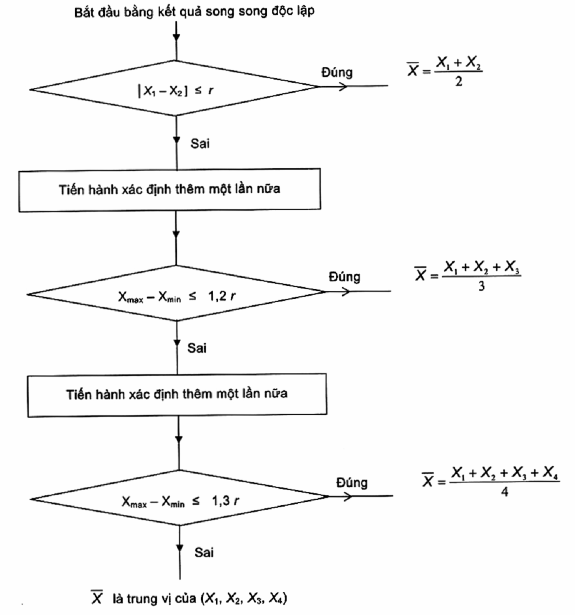 Bắt đầu bằng kết quả song song độc lập
Đúng
X̅ = (X₁ + X₂)/2
|X₁ – X₂| ≤ r
Sai
Tiến hành xác định thêm một lần nữa
Đúng
X̅ = (X₁ + X₂ + X₃)/3
Xmax – Xmin ≤ 1,2 r
Sai
Tiến hành xác định thêm một lần nữa
Đúng
X̅ = (X₁ + X₂ + X₃ + X₄)/4
Xmax – Xmin ≤ 1,3 r
Sai
X̅ là trung vị của (X₁, X₂, X₃, X₄)